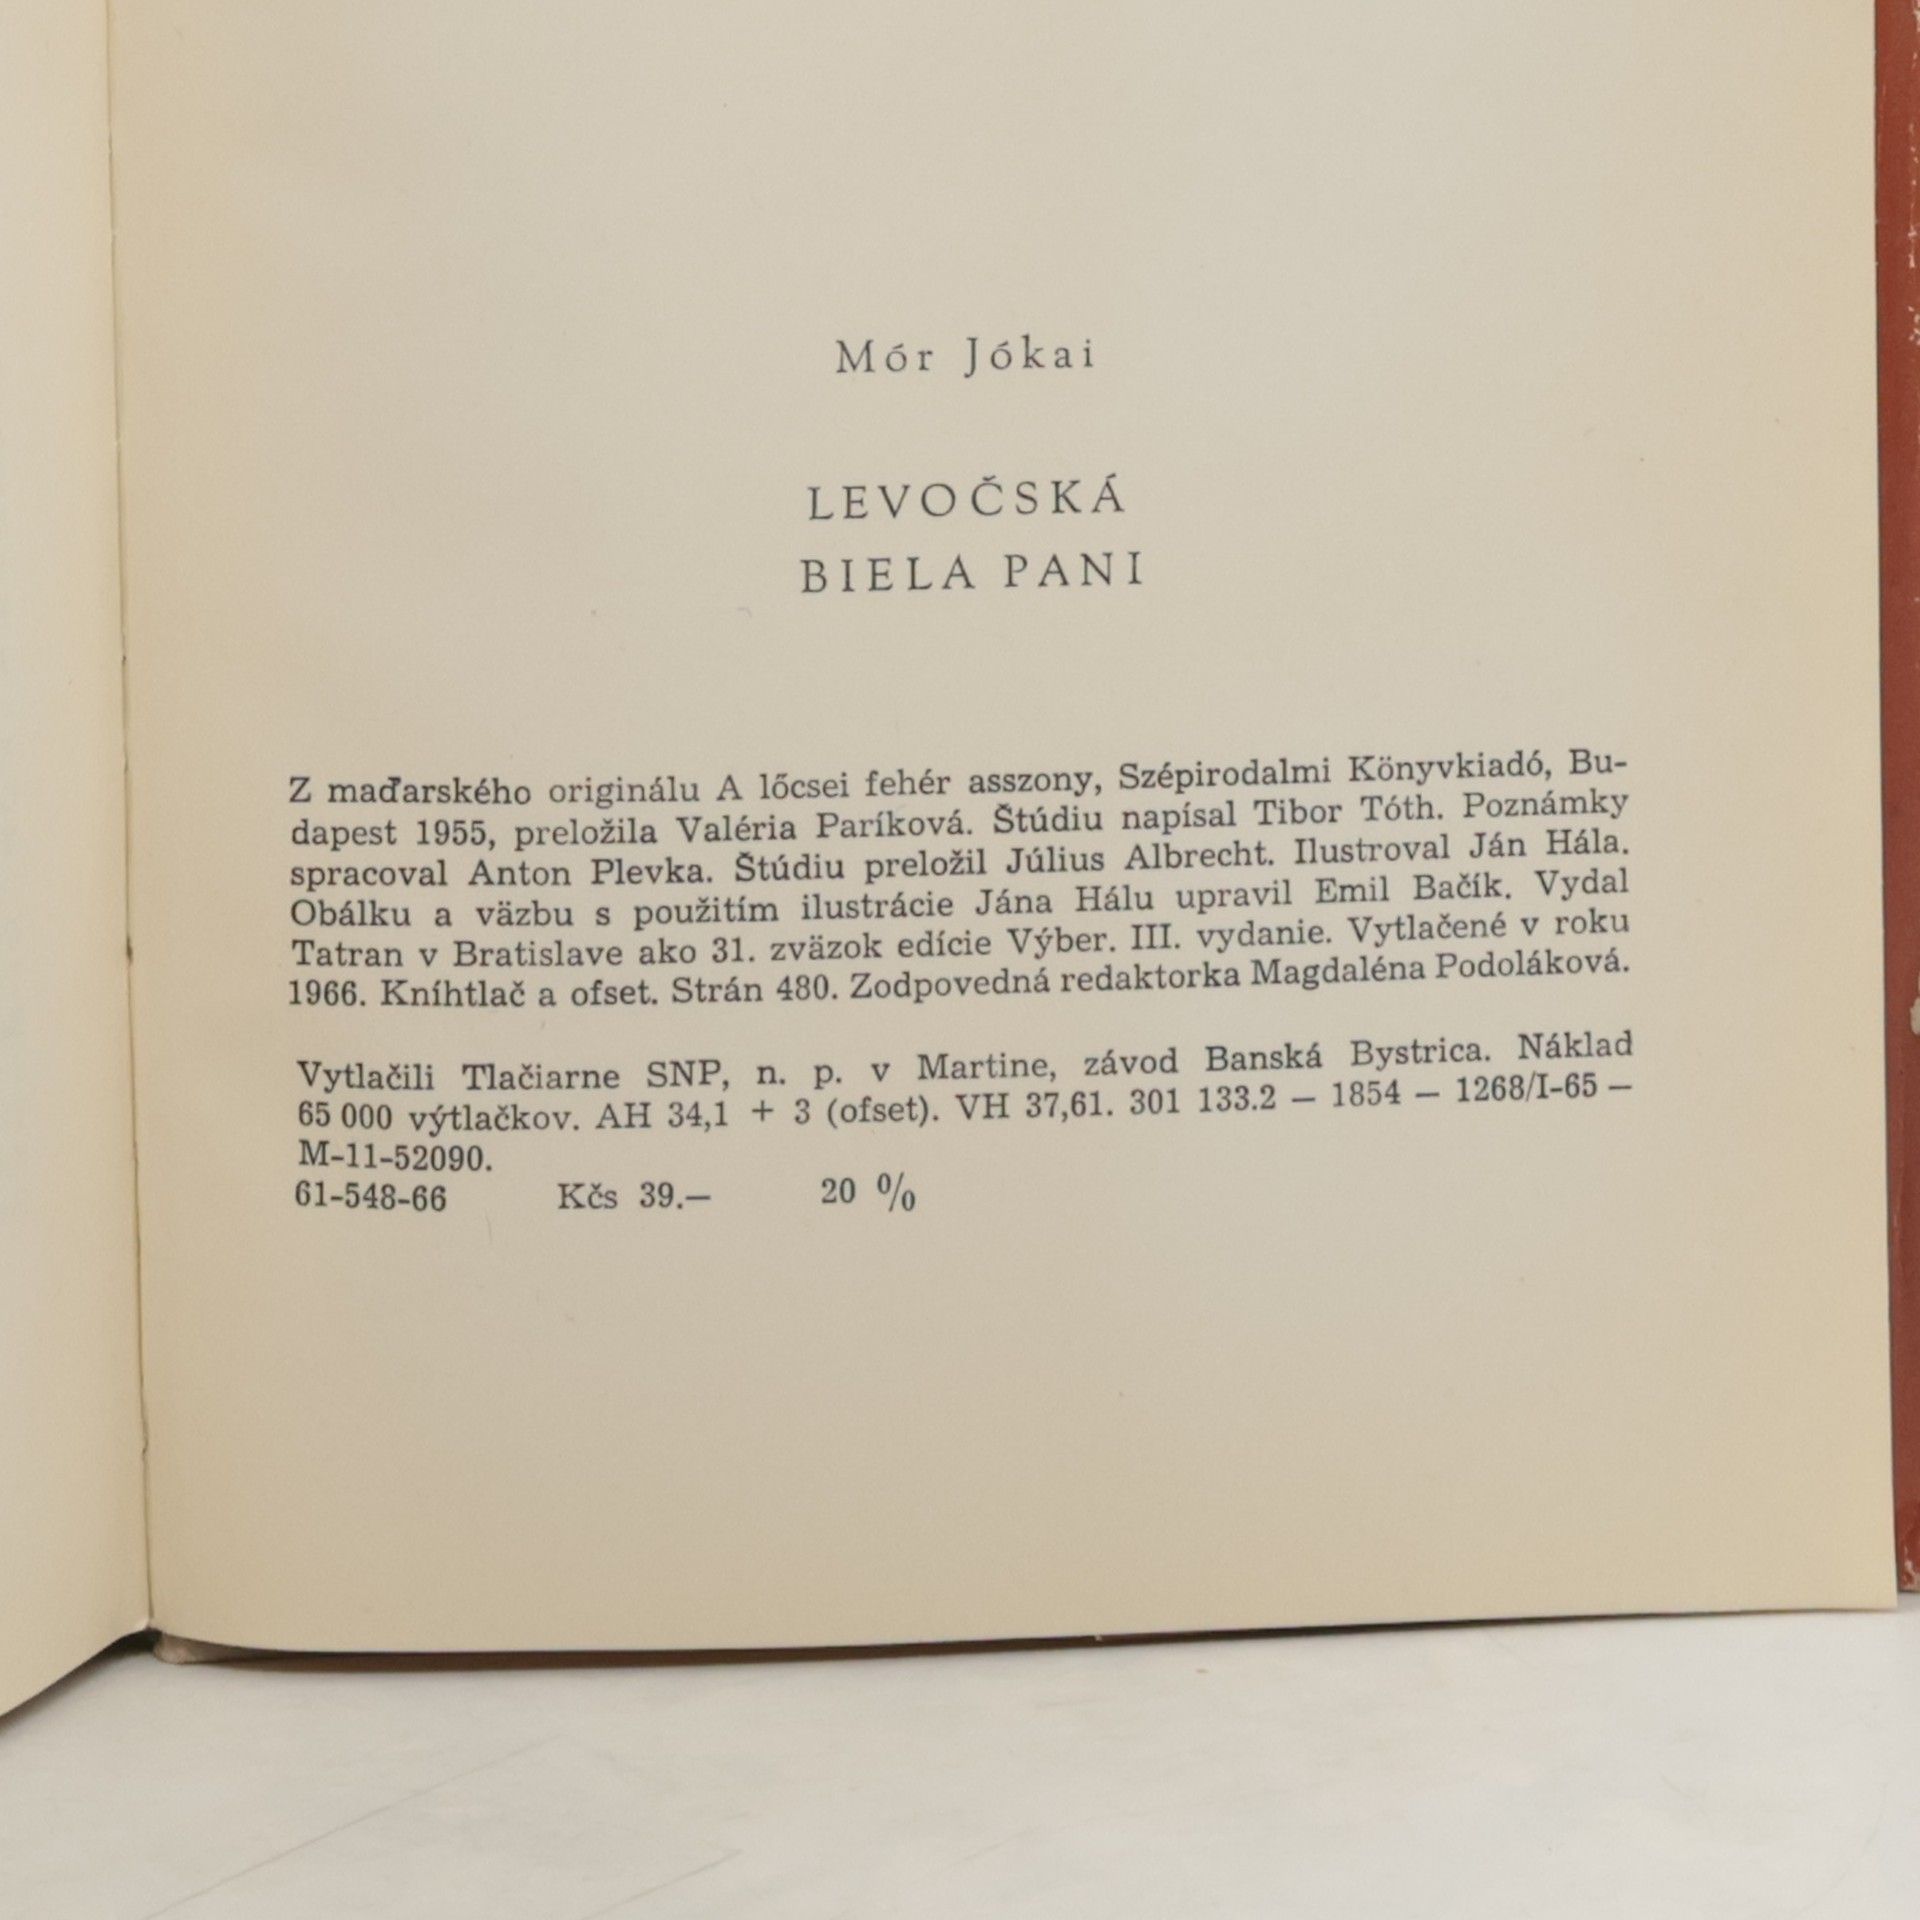 Mór Jókai
LEVOČSKÁ
BIELA PANI
Z maďarského originálu A lőcsei fehér asszony, Szépirodalmi Könyvkiadó, Bu-
dapest 1955, preložila Valéria Paríková. Štúdiu napísal Tibor Tóth. Poznámky
spracoval Anton Plevka. Štúdiu preložil Július Albrecht. Ilustroval Ján Hála.
Obálku a väzbu s použitím ilustrácie Jána Hálu upravil Emil Bačík. Vydal
Tatran v Bratislave ako 31. zväzok edície Výber. III. vydanie. Vytlačené v roku
1966. Kníhtlač a ofset. Strán 480. Zodpovedná redaktorka Magdaléna Podoláková.
Vytlačili Tlačiarne SNP, n. p. v Martine, závod Banská Bystrica. Náklad
65 000 výtlačkov. AH 34,1 + 3 (ofset). VH 37,61. 301 133.2 — 1854 — 1268/I-65 —
M-11-52090.
61-548-66 Kčs 39.— 20 %